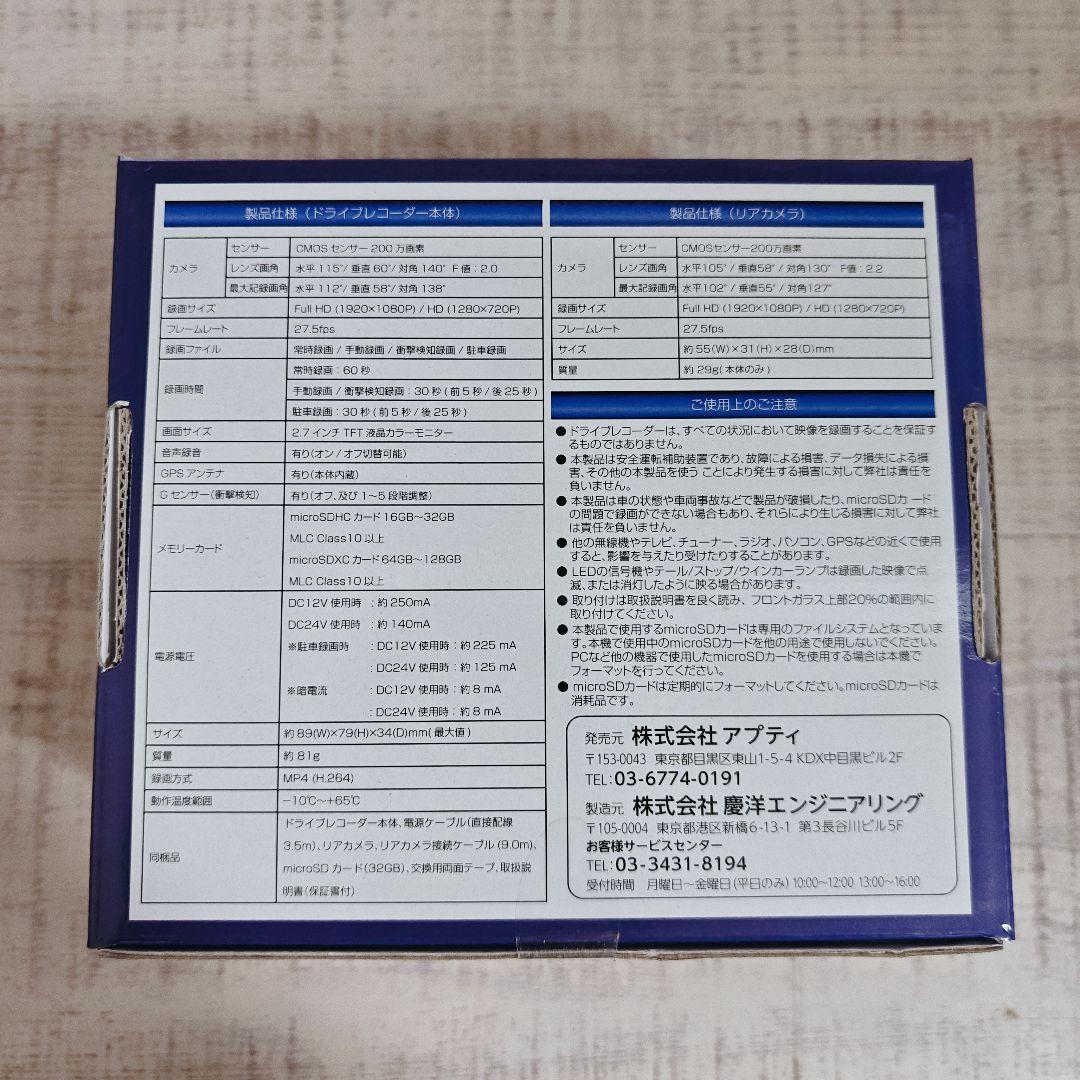 製品仕様（ドライブレコーダー本体）
カメラ
センサー CMOS センサー 200 万画素
レンズ画角 水平 115°/ 垂直 60°/ 対角 140° F 値：2.0
最大記録画角 水平 112°/ 垂直 58°/ 対角 138°
録画サイズ Full HD (1920×1080P) / HD (1280×720P)
フレームレート 27.5fps
録画ファイル 常時録画 / 手動録画 / 衝撃検知録画 / 駐車録画
録画時間
常時録画：60 秒
手動録画 / 衝撃検知録画：30 秒 ( 前 5 秒 / 後 25 秒 )
駐車録画：30 秒 ( 前 5 秒 / 後 25 秒 )
画面サイズ 2.7 インチ TFT 液晶カラーモニター
音声録音 有り(オン / オフ切替可能)
GPS アンテナ 有り(本体内蔵)
G センサー(衝撃検知) 有り(オフ、及び 1～5 段階調整)
メモリーカード
microSDHC カード 16GB～32GB
MLC Class10 以上
microSDXC カード 64GB～128GB
MLC Class10 以上
電源電圧
DC12V 使用時 : 約 250mA
DC24V 使用時 : 約 140mA
※駐車録画時 : DC12V 使用時：約 225 mA
: DC24V 使用時：約 125 mA
※暗電流 : DC12V 使用時：約 8 mA
: DC24V 使用時：約 8 mA
サイズ 約 89(W)×79(H)×34(D)mm( 最大値 )
質量 約 81g
録画方式 MP4 (H.264)
動作温度範囲 −10℃～+65℃
同梱品
ドライブレコーダー本体、電源ケーブル(直接配線
3.5m)、リアカメラ、リアカメラ接続ケーブル (9.0m)、
microSD カード(32GB)、交換用両面テープ、取扱説
明書(保証書付)
製品仕様（リアカメラ）
カメラ
センサー CMOSセンサー200万画素
レンズ画角 水平105°/ 垂直58°/ 対角130° F値：2.2
最大記録画角 水平102°/ 垂直55°/ 対角127°
録画サイズ Full HD (1920×1080P) / HD (1280×720P)
フレームレート 27.5fps
サイズ 約 55(W)×31(H)×28(D)mm
質量 約 29g( 本体のみ )
ご使用上のご注意
● ドライブレコーダーは、すべての状況において映像を録画することを保証す
るものではありません。
● 本製品は安全運転補助装置であり、故障による損害、データ損失による損
害、その他の本製品を使う ことにより発生する損害に対して弊社は責任を
負いません。
● 本製品は車の状態や車両事故などで製品が破損したり、microSDカ ード
の問題で録画ができない場合もあり、それらにより生じる損害に対して弊社
は責任を負いません。
● 他の無線機やテレビ、チューナー、ラジオ、パソコン、GPSなどの近くで使用
すると、影響を与えたり受けたりすることがあります。
● LEDの信号機やテール/ストップ/ウインカーランプは録画した映像で点
滅、または消灯したように映る場合があります。
● 取り付けは取扱説明書を良く読み、フロントガラス上部20%の範囲内に
取り付けてください。
● 本製品で使用するmicroSDカードは専用のファイルシステムとなっていま
す。本機で使用中のmicroSDカードを他の用途で使用しないでください。
PCなど他の機器で使用したmicroSDカードを使用する場合は本機で
フォーマットを行ってください。
● microSDカードは定期的にフォーマットしてください。microSDカードは
消耗品です。
発売元 株式会社 アプティ
〒153-0043 東京都目黒区東山1-5-4 KDX中目黒ビル 2F
TEL：03-6774-0191
製造元 株式会社 慶洋エンジニアリング
〒105-0004 東京都港区新橋6-13-1 第3長谷川ビル 5F
お客様サービスセンター
TEL：03-3431-8194
受付時間 月曜日～金曜日(平日のみ) 10:00～12:00 13:00～16:00